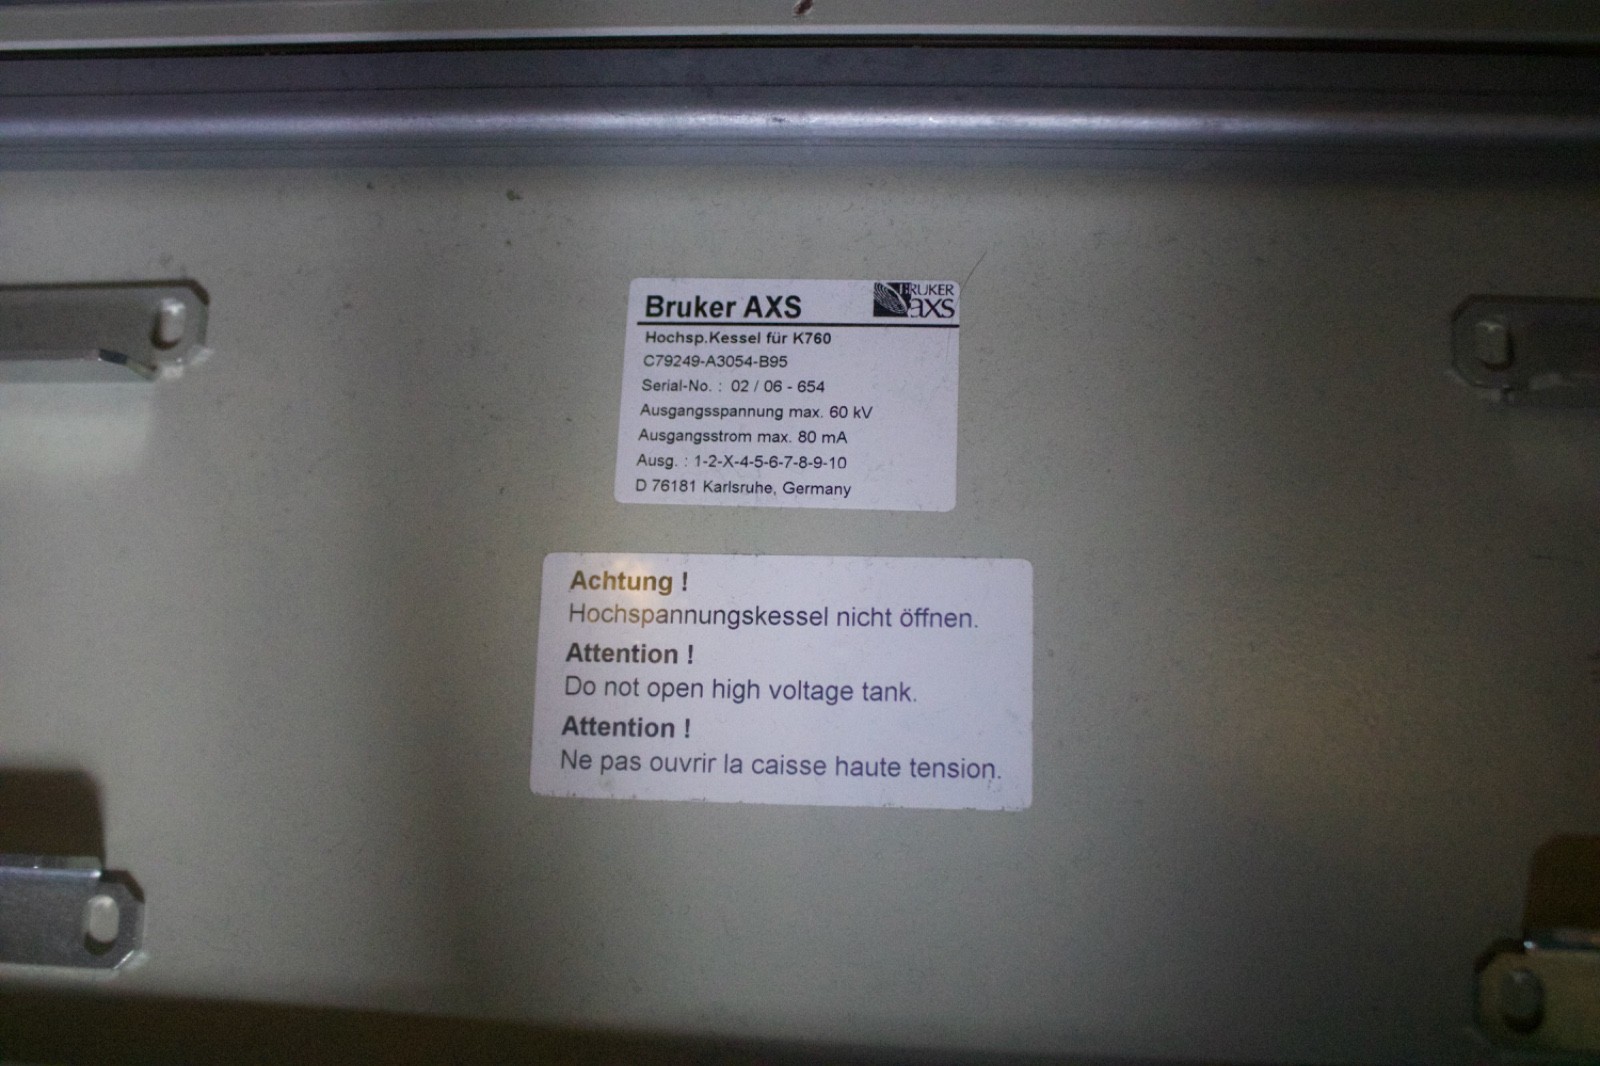 Bruker AXS
BRUKER
axs
Hochsp.Kessel für K760
C79249-A3054-B95
Serial-No. : 02 / 06 - 654
Ausgangsspannung max. 60 kV
Ausgangsstrom max. 80 mA
Ausg. : 1-2-X-4-5-6-7-8-9-10
D 76181 Karlsruhe, Germany
Achtung !
Hochspannungskessel nicht öffnen.
Attention !
Do not open high voltage tank.
Attention !
Ne pas ouvrir la caisse haute tension.